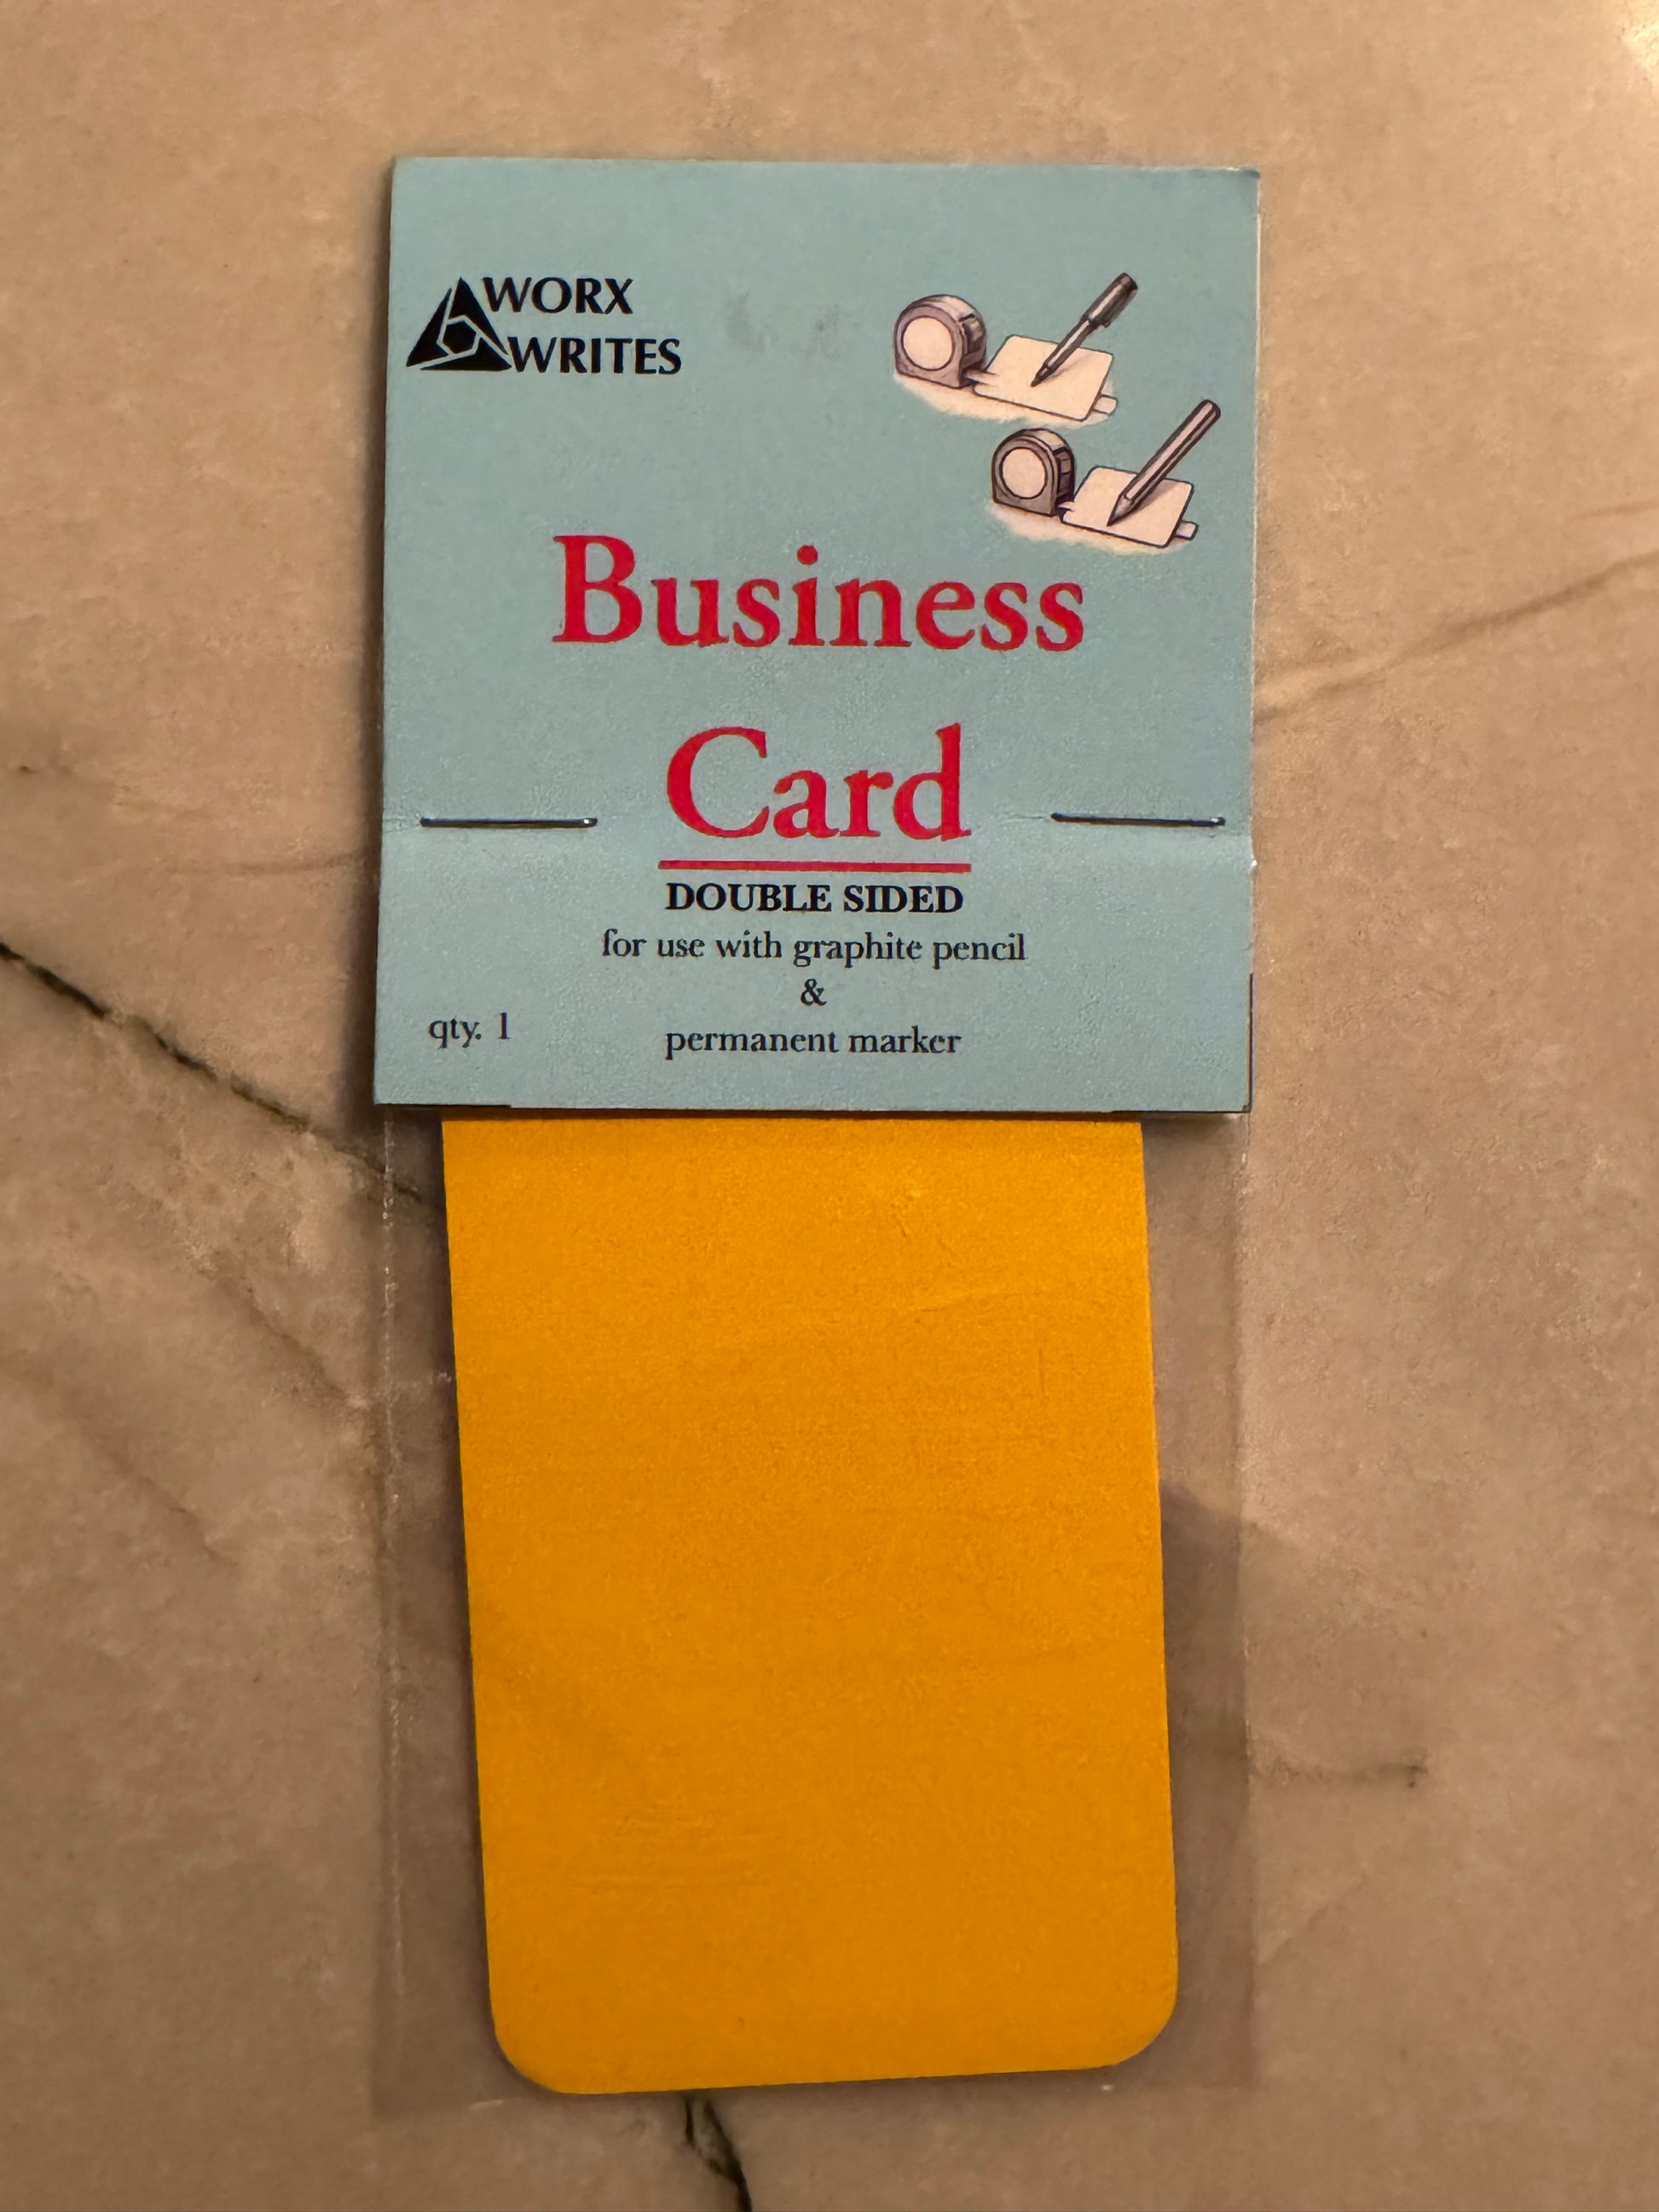 WORX
WRITES
Business
Card
DOUBLE SIDED
for use with graphite pencil
&
permanent marker
qty. 1